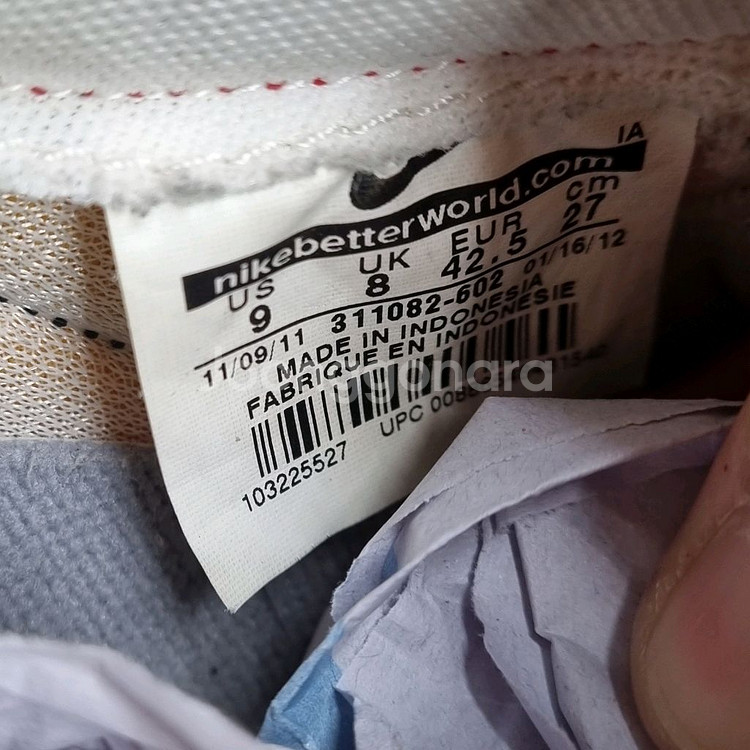 IA
nikebetterworld.com
US UK EUR cm
9 8 42.5 27
11/09/11 311082-602 01/16/12
MADE IN INDONESIA
FABRIQUE EN INDONESIE
103225527 UPC